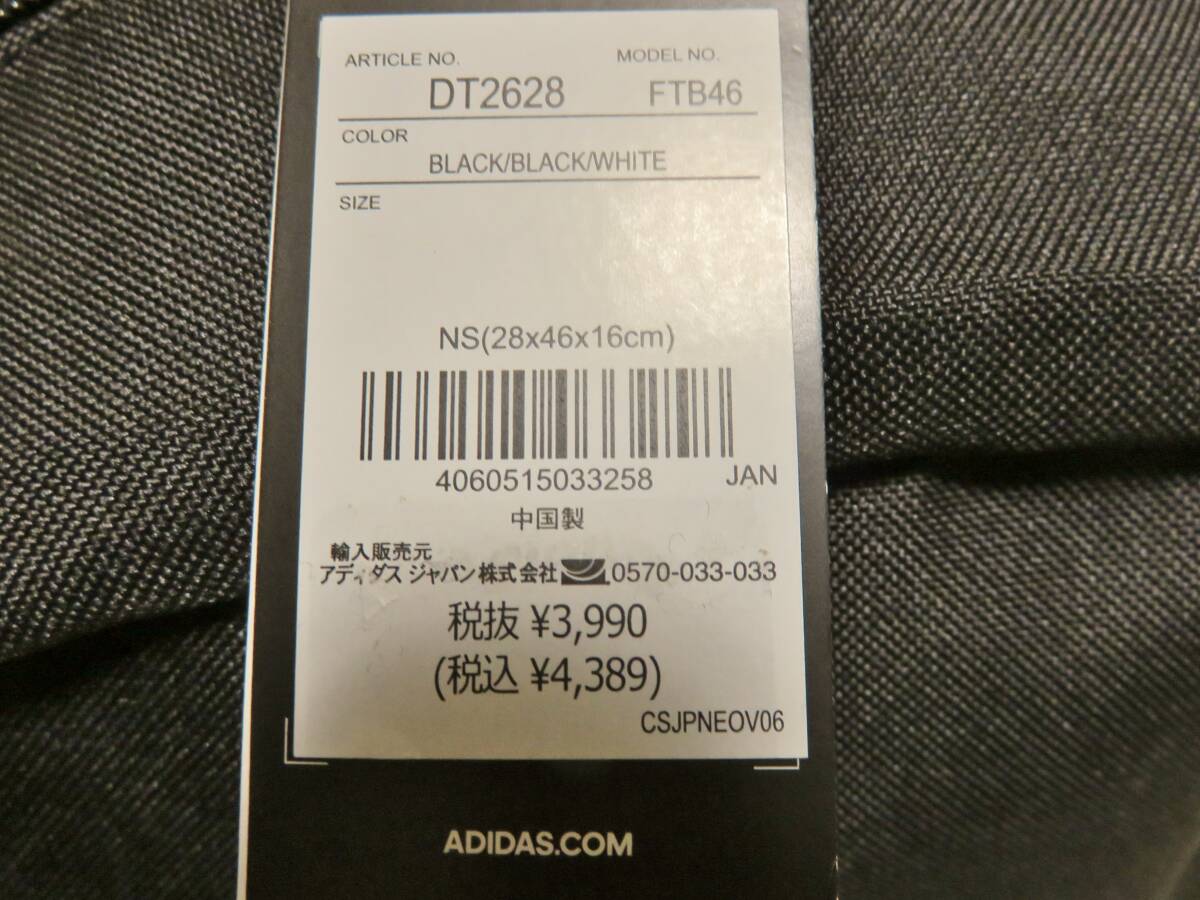 ARTICLE NO. MODEL NO.
DT2628 FTB46
COLOR
BLACK/BLACK/WHITE
SIZE
NS(28x46x16cm)
4060515033258 JAN
中国製
輸入販売元
アディダス ジャパン株式会社 0570-033-033
税抜 ¥3,990
(税込 ¥4,389)
CSJPNEOV06
ADIDAS.COM